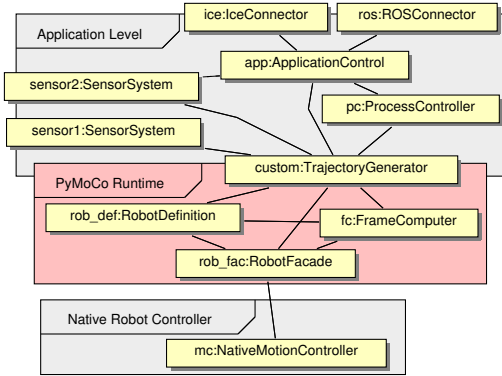 ice:IceConnector
ros:ROSConnector
Application Level
app:ApplicationControl
sensor2:SensorSystem
pc:ProcessController
sensor1:SensorSystem
custom:TrajectoryGenerator
PyMoCo Runtime
rob_def:RobotDefinition
fc:FrameComputer
rob_fac:RobotFacade
Native Robot Controller
mc:NativeMotionController